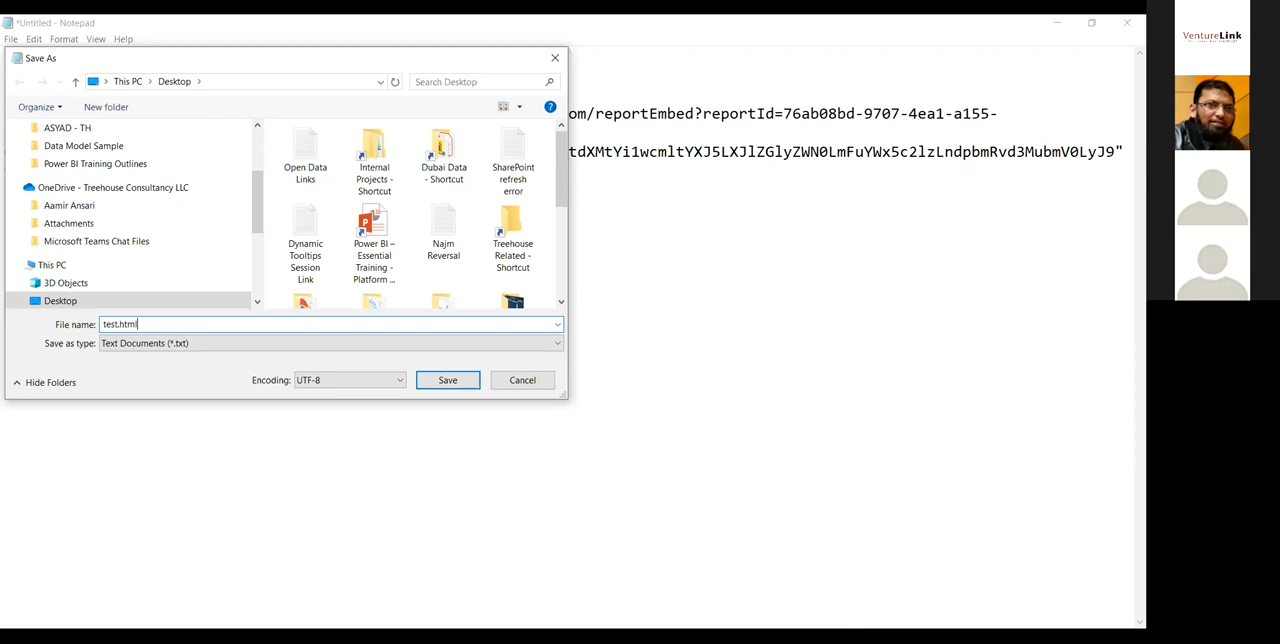 *Untitled - Notepad
File Edit Format View Help
Save As
This PC > Desktop >
Search Desktop
Organize
New folder
ASYAD - TH
Data Model Sample
Power BI Training Outlines
OneDrive - Treehouse Consultancy LLC
Aamir Ansari
Attachments
Microsoft Teams Chat Files
This PC
3D Objects
Desktop
Open Data
Links
Internal
Projects -
Shortcut
Dubai Data
- Shortcut
SharePoint
refresh
error
Dynamic
Tooltips
Session
Link
Power BI –
Essential
Training -
Platform ...
Najm
Reversal
Treehouse
Related -
Shortcut
File name: test.html
Save as type: Text Documents (*.txt)
Hide Folders
Encoding: UTF-8
Save
Cancel
om/reportEmbed?reportId=76ab08bd-9707-4ea1-a155-
tdXMtYi1wcmltYXJ5LXJlZGlyZWN0LmFuYWx5c2lzLndpbmRvd3MubmV0LyJ9"
VentureLink